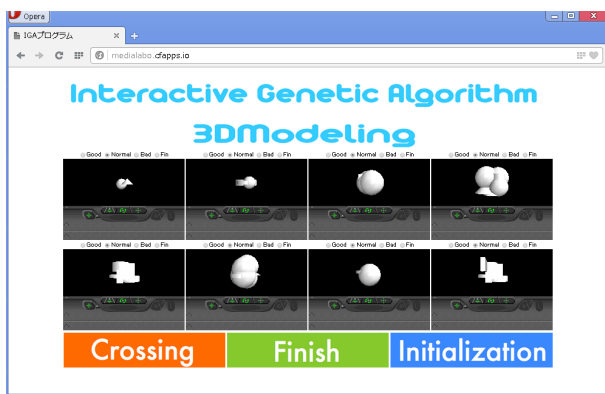 Opera
IGAプログラム
medialabo.cfapps.io
Interactive Genetic Algorithm
3DModeling
Good Normal Bad Fin Good Normal Bad Fin Good Normal Bad Fin Good Normal Bad Fin
Good Normal Bad Fin Good Normal Bad Fin Good Normal Bad Fin Good Normal Bad Fin
Crossing Finish Initialization